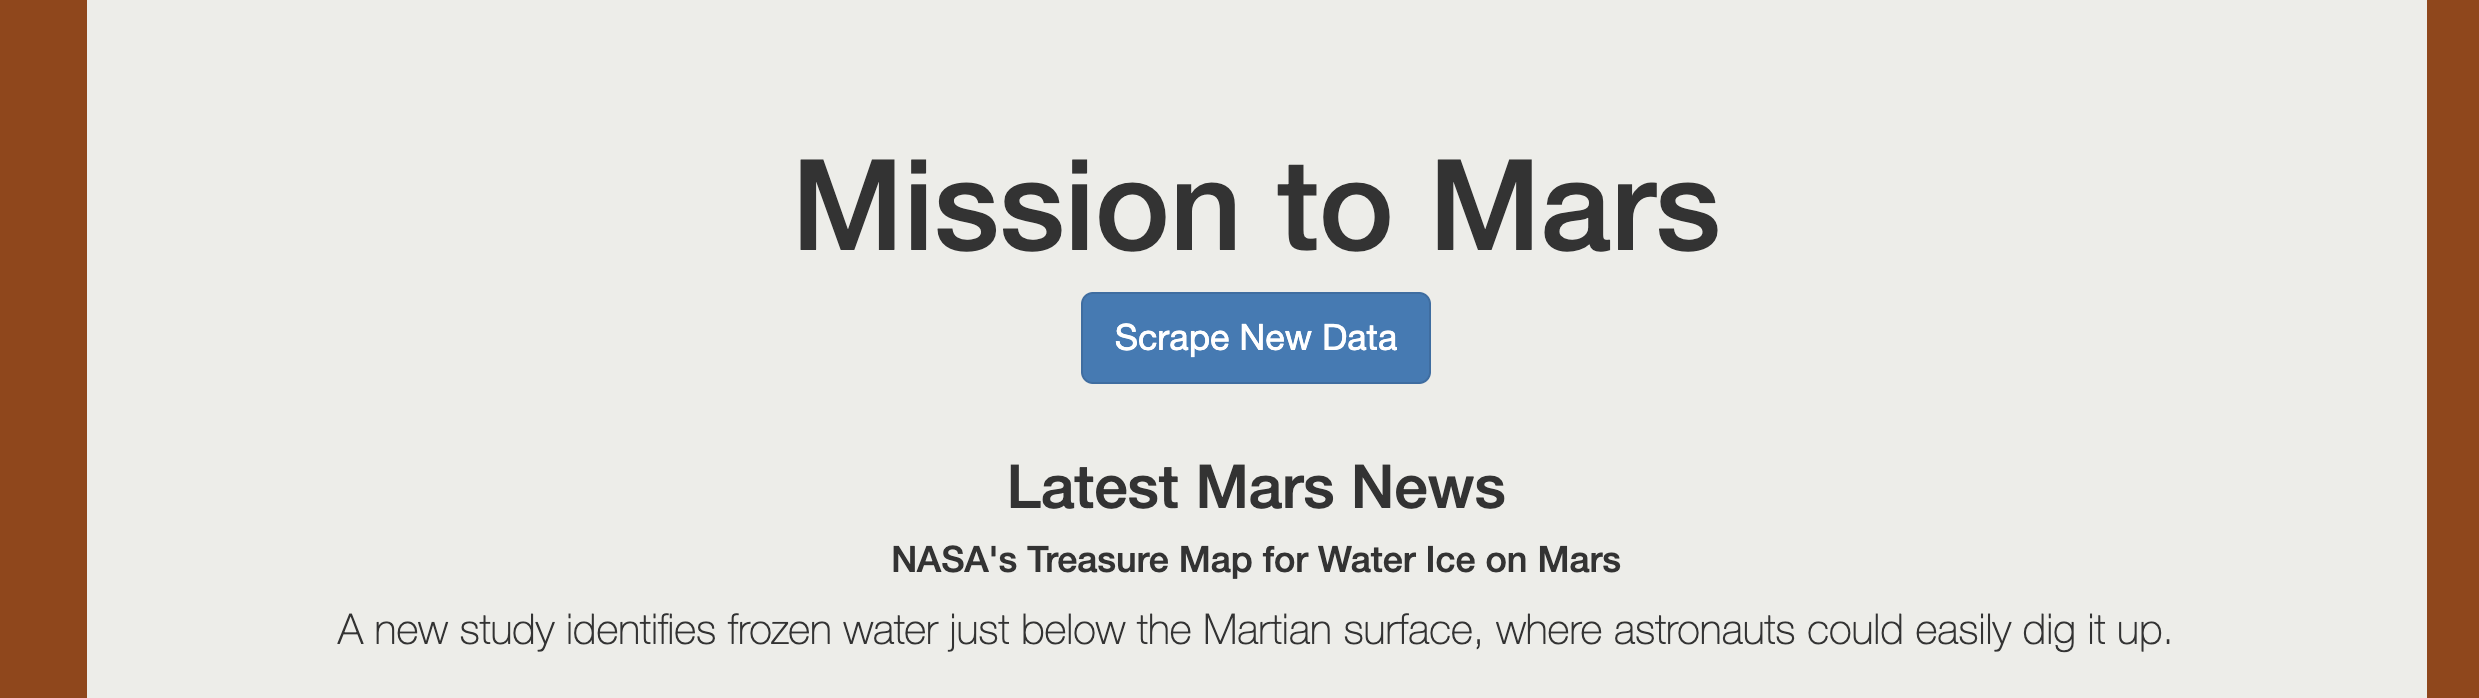 Mission to Mars
Scrape New Data
Latest Mars News
NASA's Treasure Map for Water Ice on Mars
A new study identifies frozen water just below the Martian surface, where astronauts could easily dig it up.